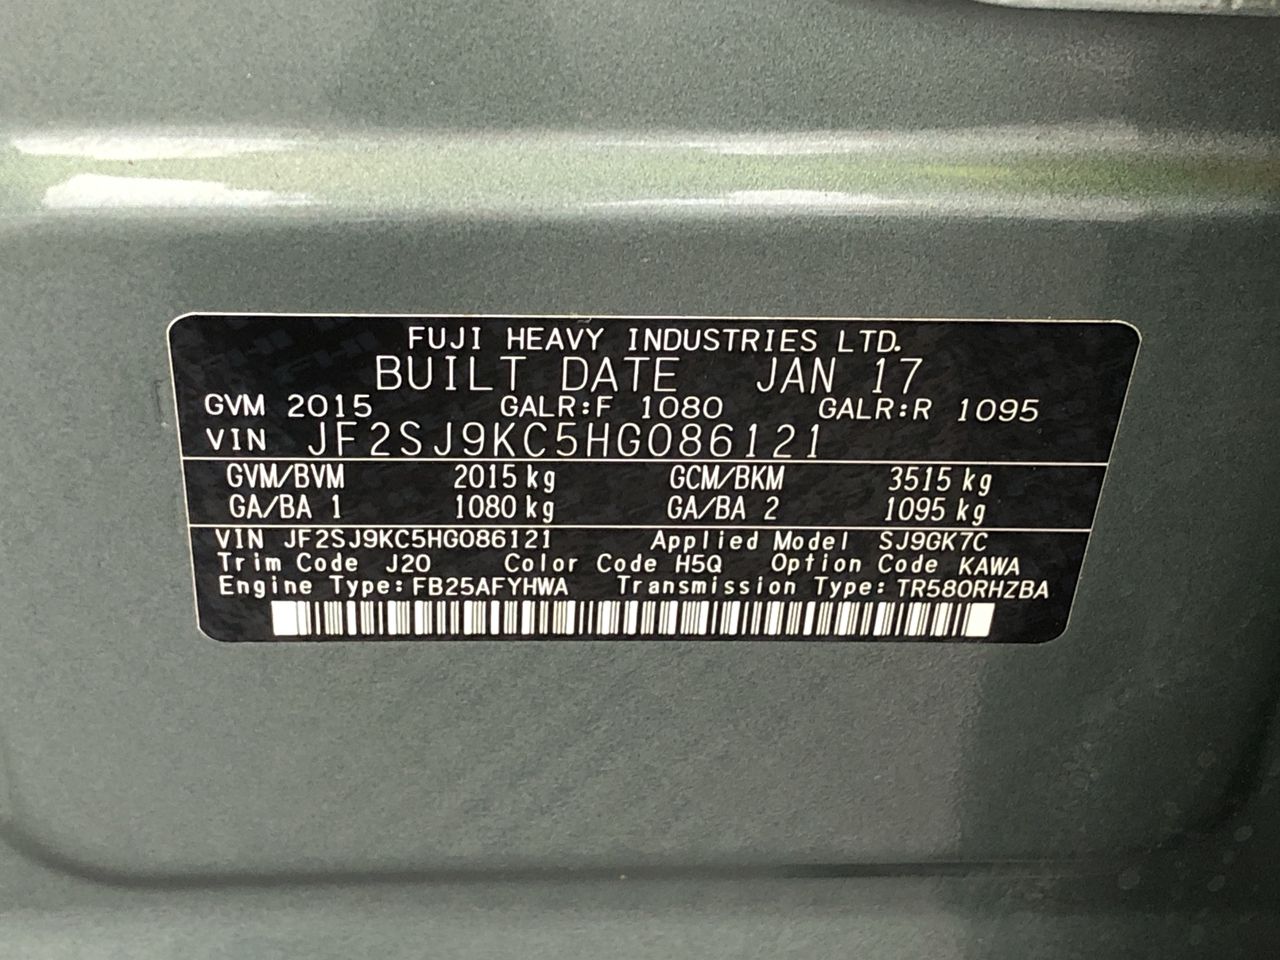 FUJI HEAVY INDUSTRIES LTD.
BUILT DATE JAN 17
GVM 2015 GALR:F 1080 GALR:R 1095
VIN JF2SJ9KC5HG086121
GVM/BVM 2015 kg GCM/BKM 3515 kg
GA/BA 1 1080 kg GA/BA 2 1095 kg
VIN JF2SJ9KC5HG086121 Applied Model SJ9GK7C
Trim Code J20 Color Code H5Q Option Code KAWA
Engine Type: FB25AFYHWA Transmission Type: TR580RHZBA